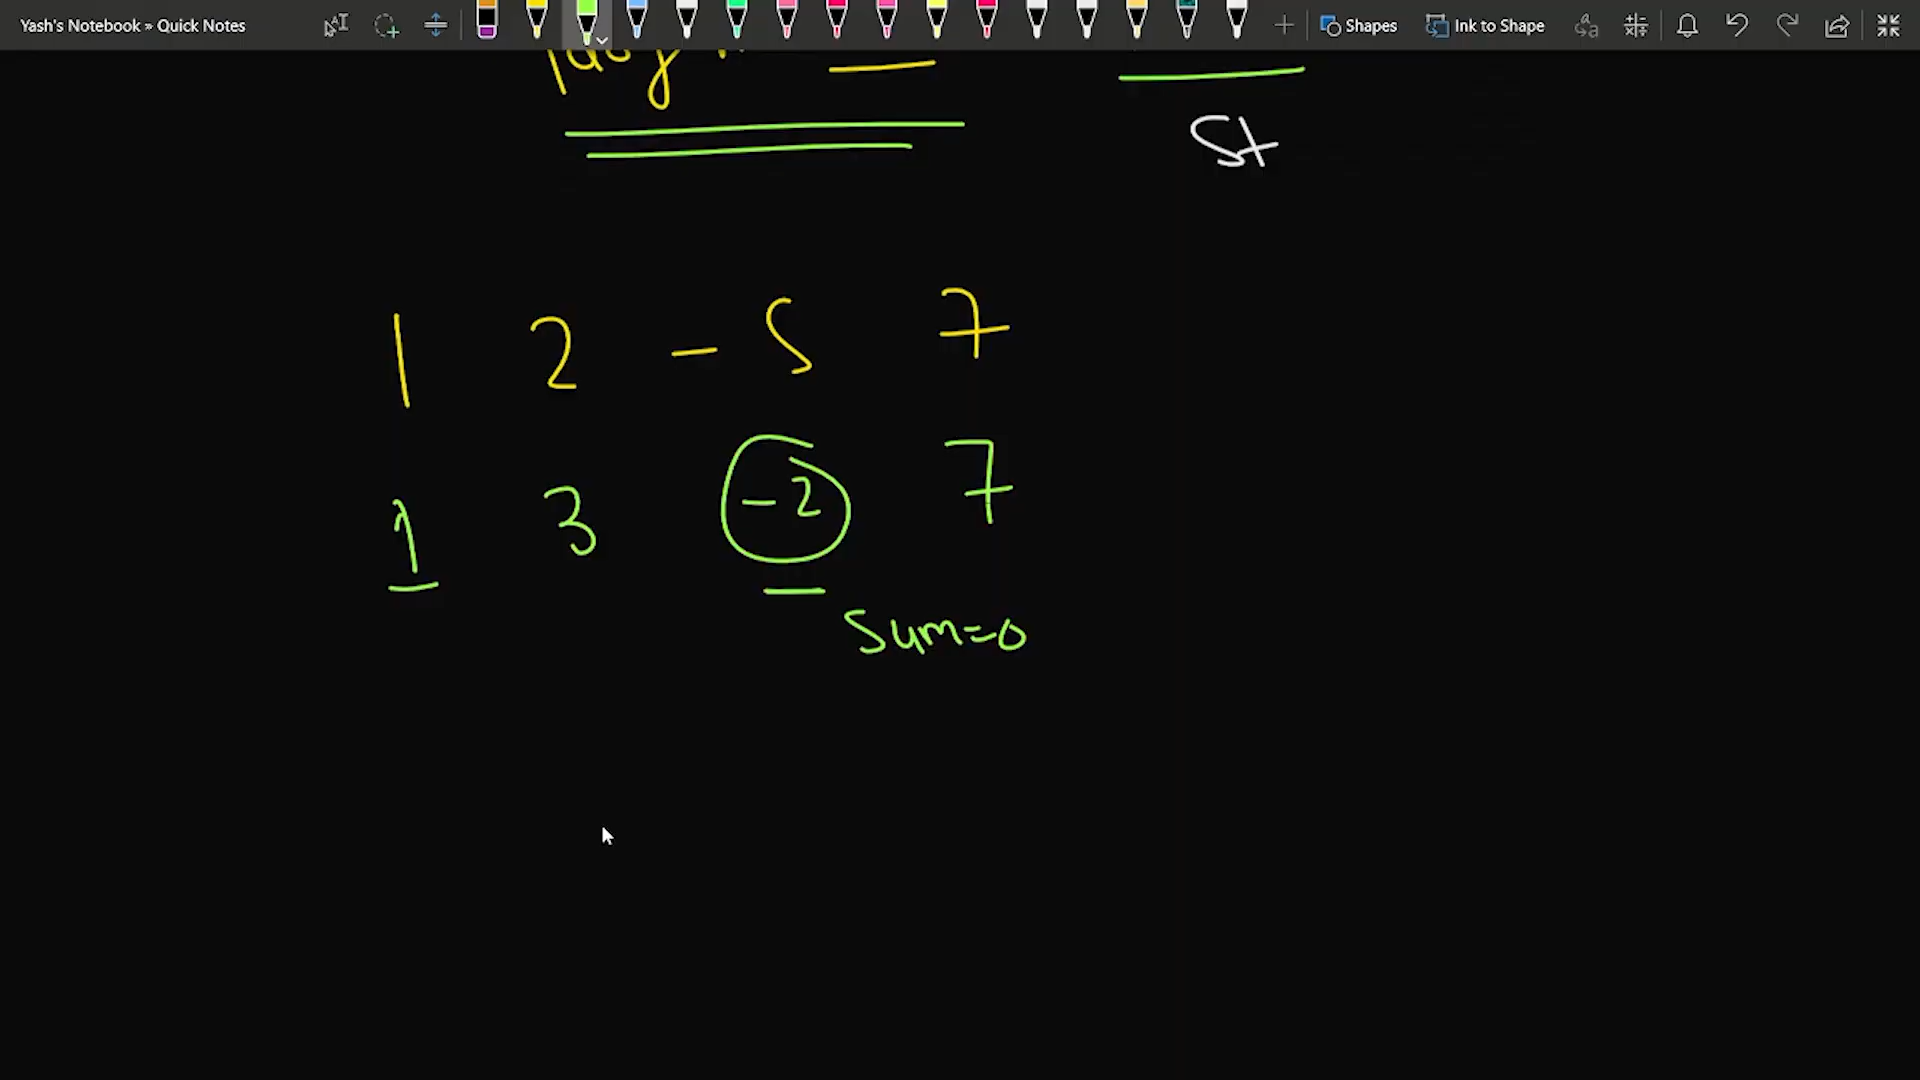 Yash's Notebook » Quick Notes Shapes Ink to Shape
St
1 2 -5 7
1 3 -2 7
Sum=0